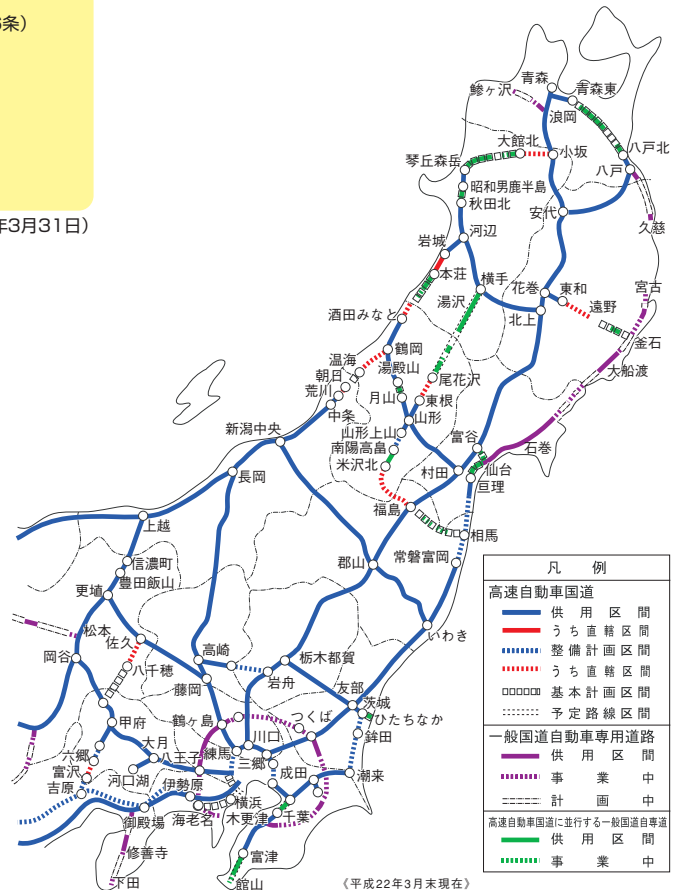 条)
年3月31日)
青森
青森東
鰺ヶ沢
浪岡
大館北
小坂
八戸北
八戸
琴丘森岳
昭和男鹿半島
秋田北
安代
久慈
岩城
河辺
本荘
横手
花巻
東和
宮古
湯沢
遠野
酒田みなと
北上
釜石
鶴岡
大船渡
温海
湯殿山
朝日
尾花沢
荒川
月山
東根
中条
山形
新潟中央
山形上山
富谷
南陽高畠
石巻
米沢北
仙台
長岡
村田
亘理
福島
上越
相馬
信濃町
郡山
常磐富岡
豊田飯山
更埴
松本
佐久
いわき
岡谷
高崎
栃木都賀
八千穂
岩舟
藤岡
友部
茨城
鶴ヶ島
つくば
ひたちなか
甲府
川口
鉾田
大月
練馬
六郷
八王子
三郷
富沢
河口湖
成田
潮来
吉原
伊勢原
横浜
御殿場
海老名
木更津
千葉
修善寺
富津
下田
館山
凡例
高速自動車国道
供用区間
うち直轄区間
整備計画区間
うち直轄区間
基本計画区間
予定路線区間
一般国道自動車専用道路
供用区間
事業中
計画中
高速自動車国道に並行する一般国道自専道
供用区間
事業中
《平成22年3月末現在》